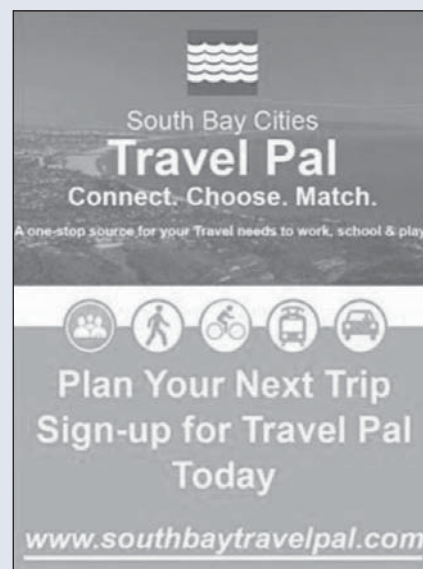 South Bay Cities
Travel Pal
Connect. Choose. Match.
A one-stop source for your Travel needs to work, school & play
Plan Your Next Trip
Sign-up for Travel Pal
Today
www.southbaytravelpal.com